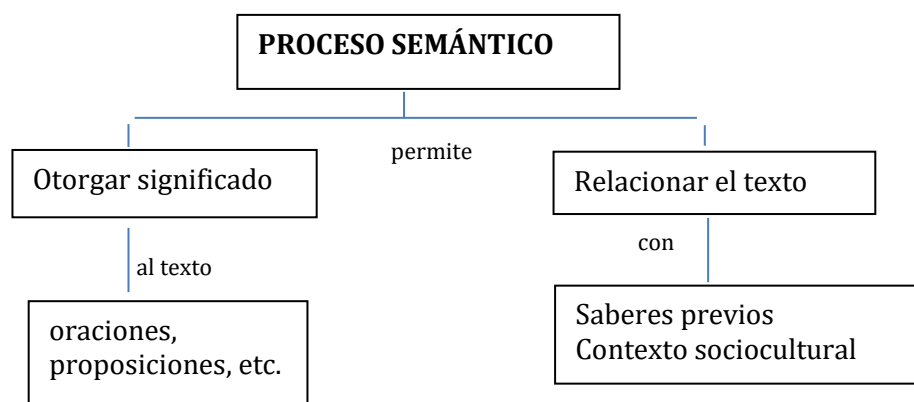 PROCESO SEMÁNTICO
permite
Otorgar significado
Relacionar el texto
al texto
con
oraciones,
proposiciones, etc.
Saberes previos
Contexto sociocultural